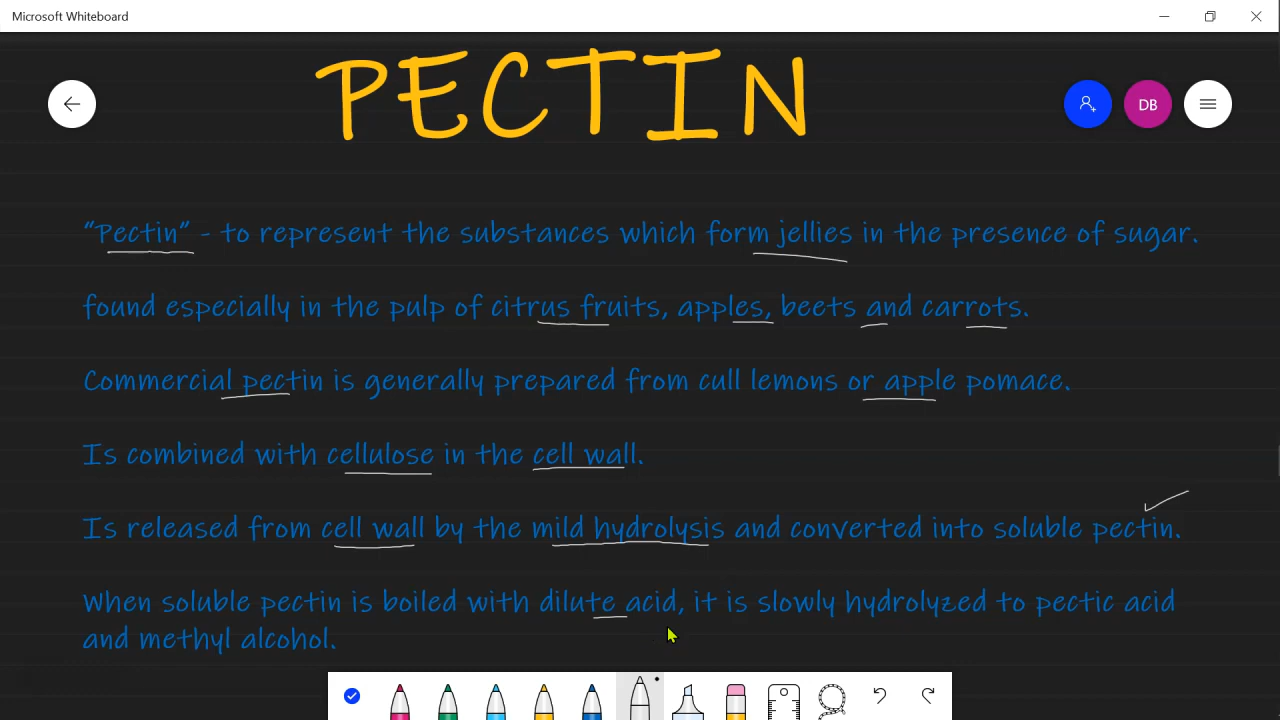 Microsoft Whiteboard
PECTIN
DB
"Pectin" - to represent the substances which form jellies in the presence of sugar.
found especially in the pulp of citrus fruits, apples, beets and carrots.
Commercial pectin is generally prepared from cull lemons or apple pomace.
Is combined with cellulose in the cell wall.
Is released from cell wall by the mild hydrolysis and converted into soluble pectin.
When soluble pectin is boiled with dilute acid, it is slowly hydrolyzed to pectic acid
and methyl alcohol.